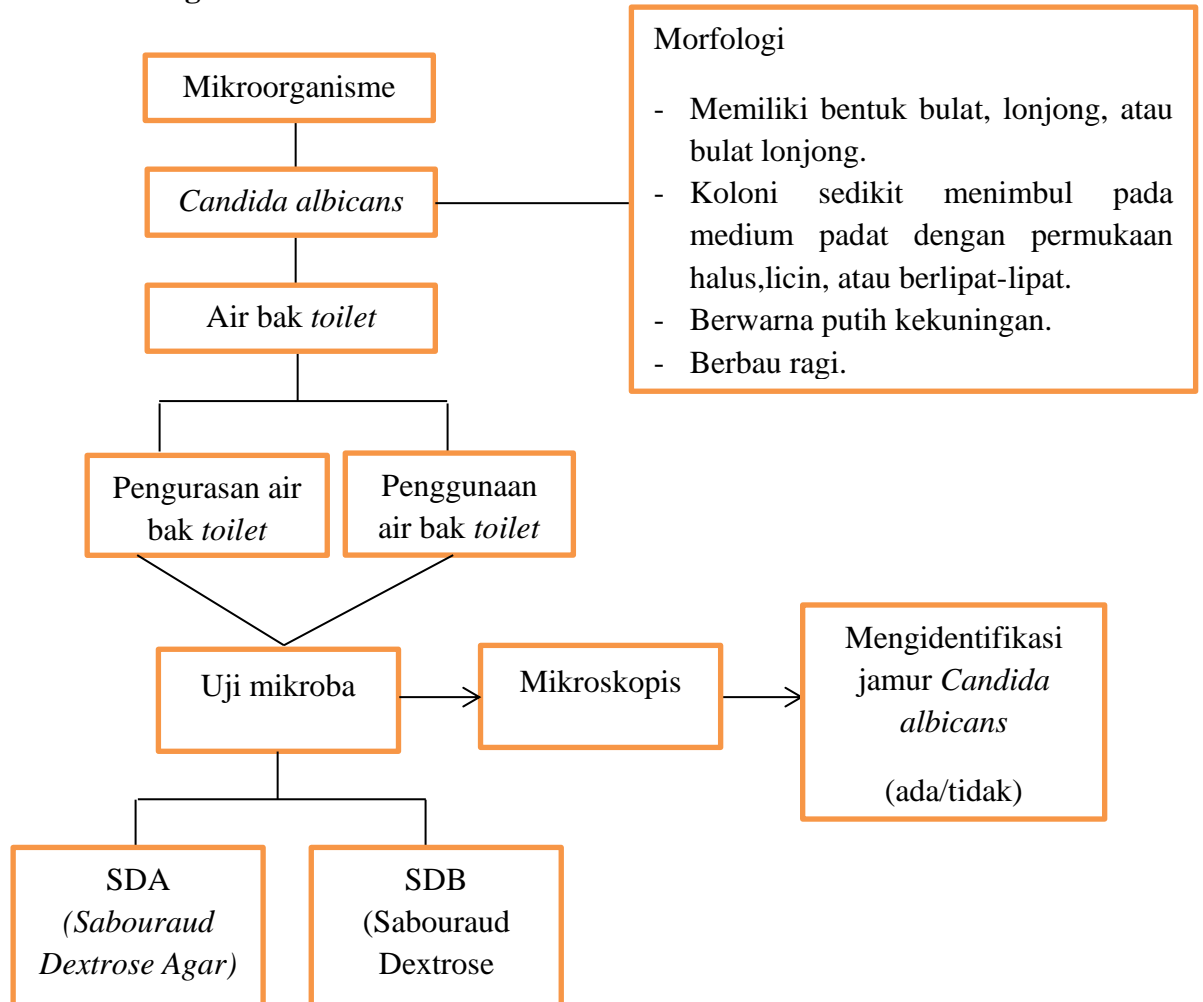 Mikroorganisme
Candida albicans
Air bak toilet
Morfologi
- Memiliki bentuk bulat, lonjong, atau
bulat lonjong.
- Koloni sedikit menimbul pada
medium padat dengan permukaan
halus,licin, atau berlipat-lipat.
- Berwarna putih kekuningan.
- Berbau ragi.
Pengurasan air
bak toilet
Penggunaan
air bak toilet
Uji mikroba
Mikroskopis
Mengidentifikasi
jamur Candida
albicans
(ada/tidak)
SDA
(Sabouraud
Dextrose Agar)
SDB
(Sabouraud
Dextrose